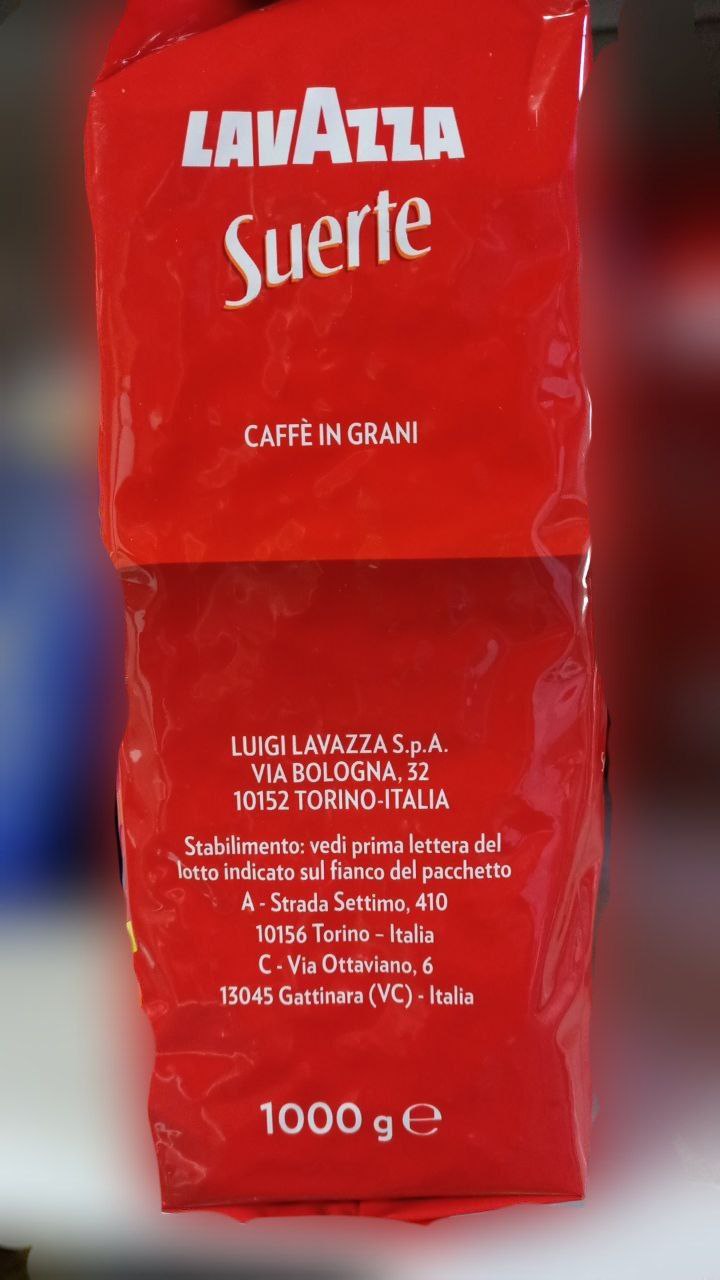 LAVAZZA
Suerte
CAFFÈ IN GRANI
LUIGI LAVAZZA S.p.A.
VIA BOLOGNA, 32
10152 TORINO-ITALIA
Stabilimento: vedi prima lettera del
lotto indicato sul fianco del pacchetto
A - Strada Settimo, 410
10156 Torino – Italia
C - Via Ottaviano, 6
13045 Gattinara (VC) - Italia
1000 g ℮